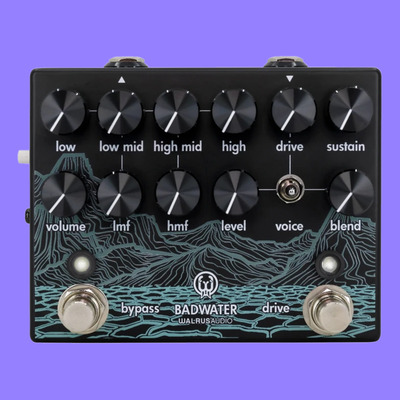 low low mid high mid high drive sustain
volume lmf hmf level voice blend
bypass BADWATER drive
WALRUSAUDIO